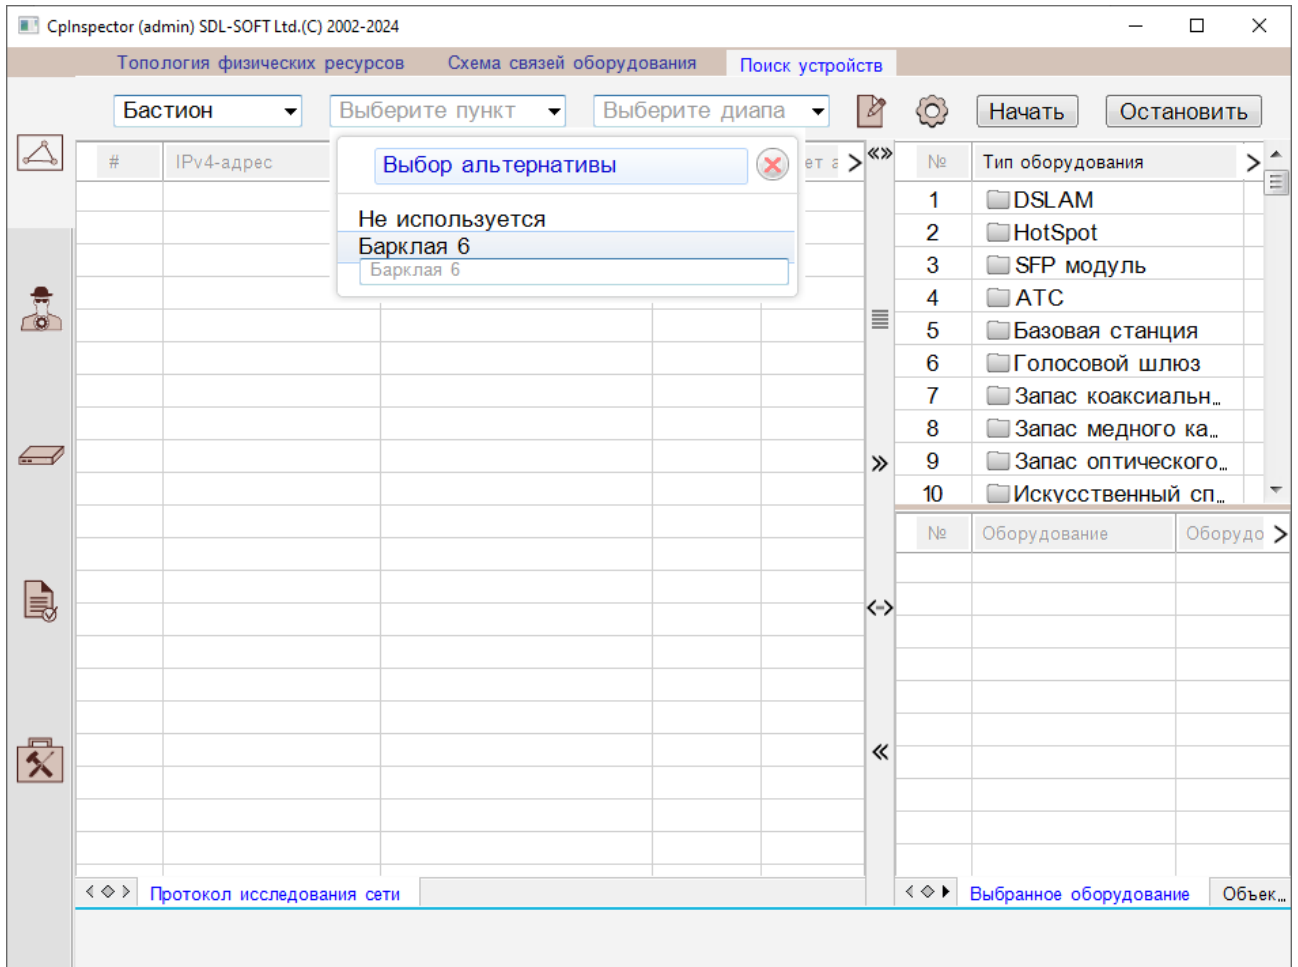 CpInspector (admin) SDL-SOFT Ltd.(C) 2002-2024
Топология физических ресурсов Схема связей оборудования Поиск устройств
Бастион Выберите пункт Выберите диапа Начать Остановить
# IPv4-адрес № Тип оборудования
Выбор альтернативы
Не используется
Барклая 6
Барклая 6
1 DSLAM
2 HotSpot
3 SFP модуль
4 АТС
5 Базовая станция
6 Голосовой шлюз
7 Запас коаксиальн...
8 Запас медного ка...
9 Запас оптического...
10 Искусственный сп...
№ Оборудование Оборудо
Протокол исследования сети
Выбранное оборудование Объек...